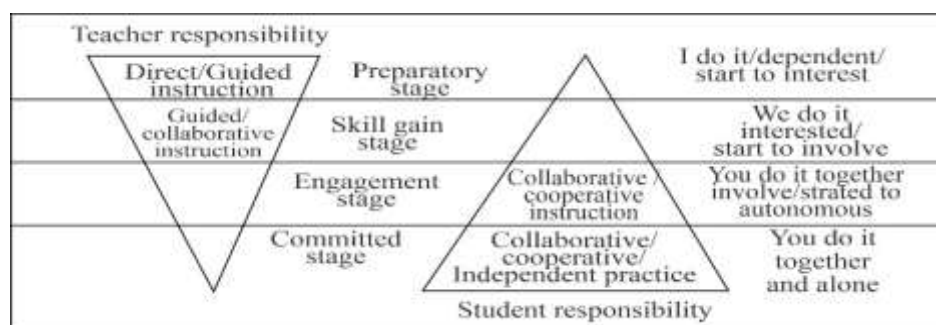 Teacher responsibility
Direct/Guided
instruction
Preparatory
stage
I do it/dependent/
start to interest
Guided/
collaborative
instruction
Skill gain
stage
We do it
interested/
start to involve
Engagement
stage
Collaborative /
cooperative
instruction
You do it together
involve/strated to
autonomous
Committed
stage
Collaborative/
cooperative/
Independent practice
You do it
together
and alone
Student responsibility